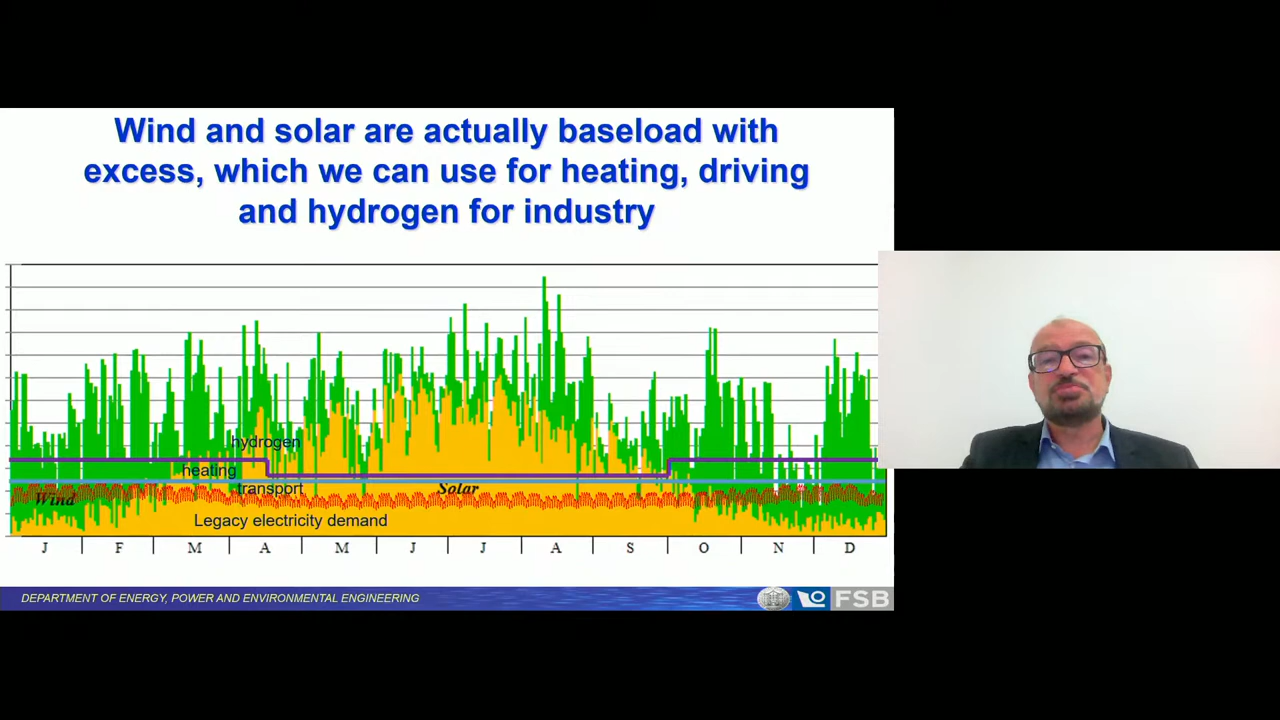 Wind and solar are actually baseload with
excess, which we can use for heating, driving
and hydrogen for industry
hydrogen
heating
transport
Wind
Solar
Legacy electricity demand
J F M A M J J A S O N D
DEPARTMENT OF ENERGY, POWER AND ENVIRONMENTAL ENGINEERING
FSB